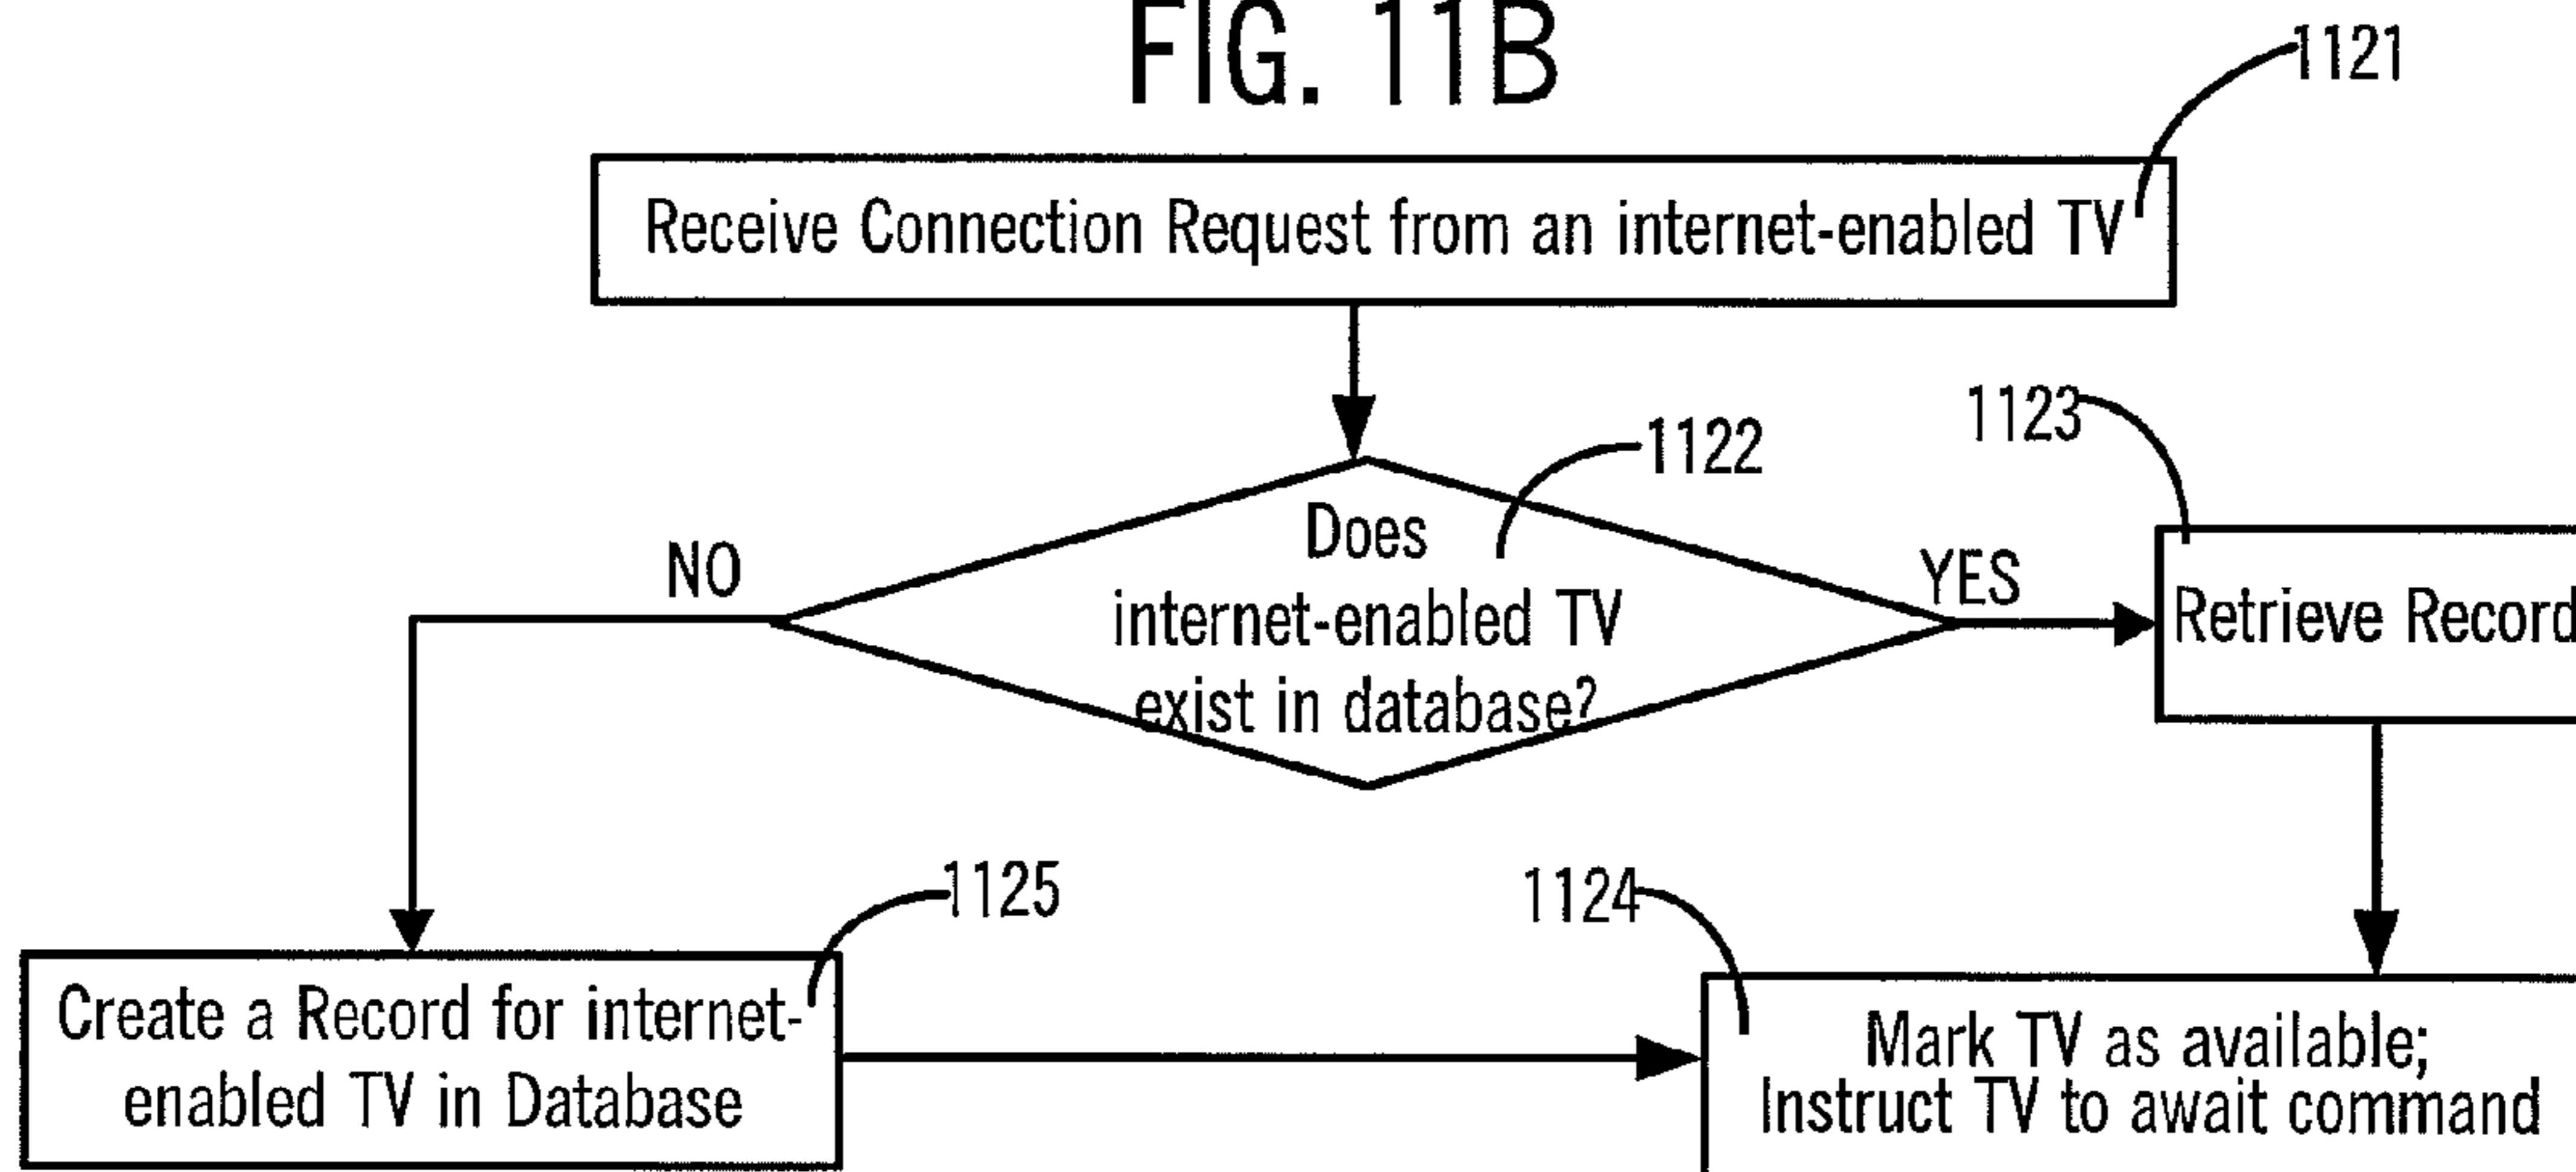 FIG. 11B
1121
Receive Connection Request from an internet-enabled TV
1122
1123
Does
internet-enabled TV
exist in database?
NO
YES
Retrieve Record
1125
1124
Create a Record for internet-
enabled TV in Database
Mark TV as available;
Instruct TV to await command